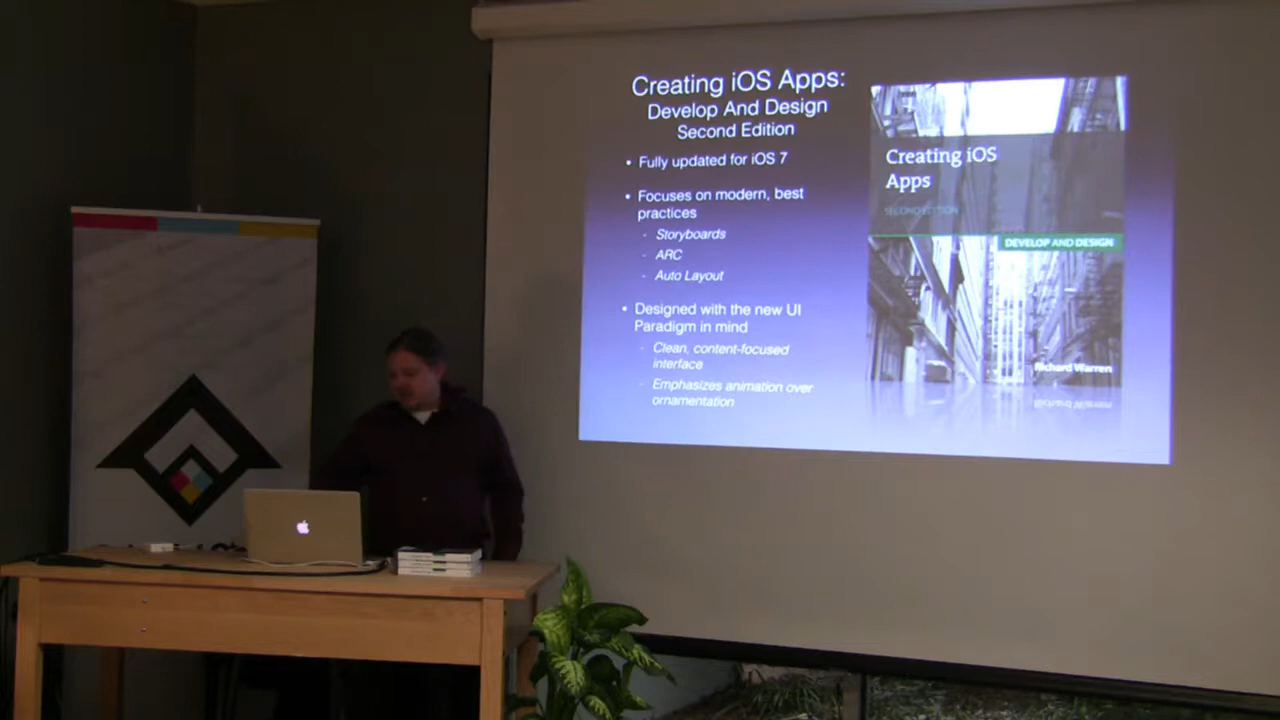 Creating iOS Apps:
Develop And Design
Second Edition
• Fully updated for iOS 7
• Focuses on modern, best
practices
- Storyboards
- ARC
- Auto Layout
• Designed with the new UI
Paradigm in mind
- Clean, content-focused
interface
- Emphasizes animation over
ornamentation
Creating iOS
Apps
SECOND EDITION
DEVELOP AND DESIGN
Richard Warren